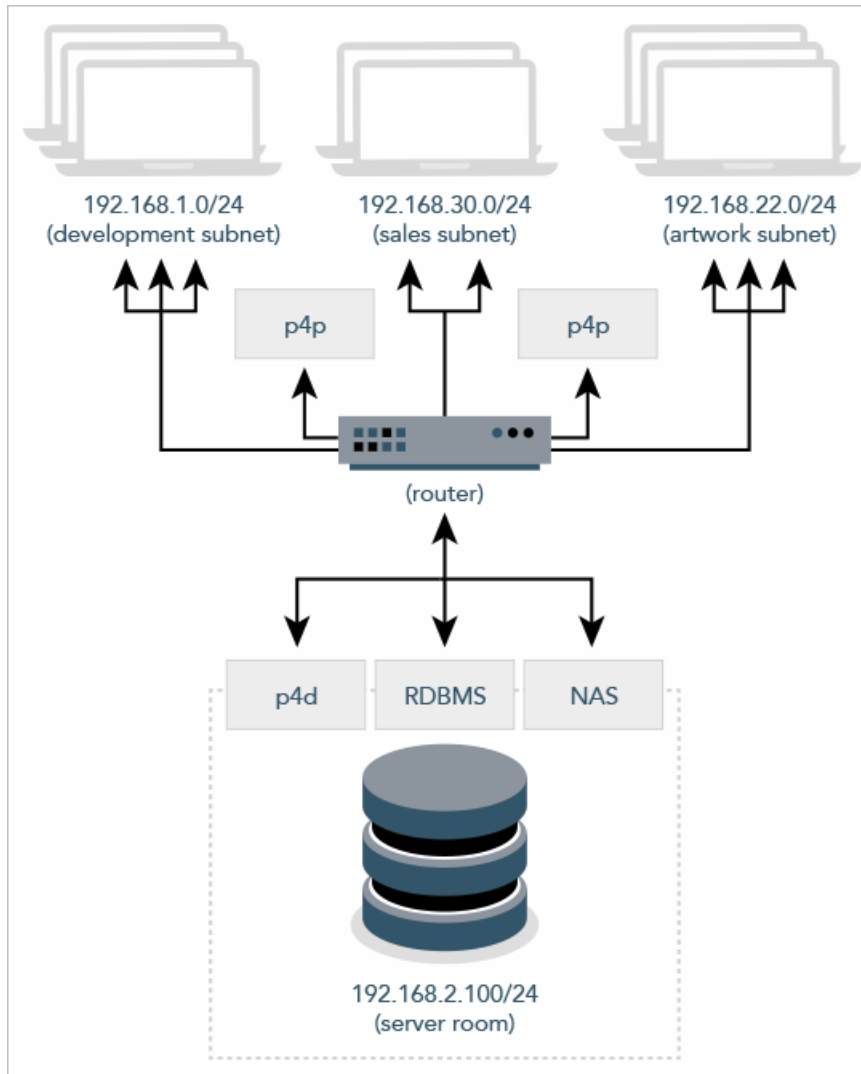 192.168.1.0/24
(development subnet)
192.168.30.0/24
(sales subnet)
192.168.22.0/24
(artwork subnet)
p4p
p4p
(router)
p4d
RDBMS
NAS
192.168.2.100/24
(server room)